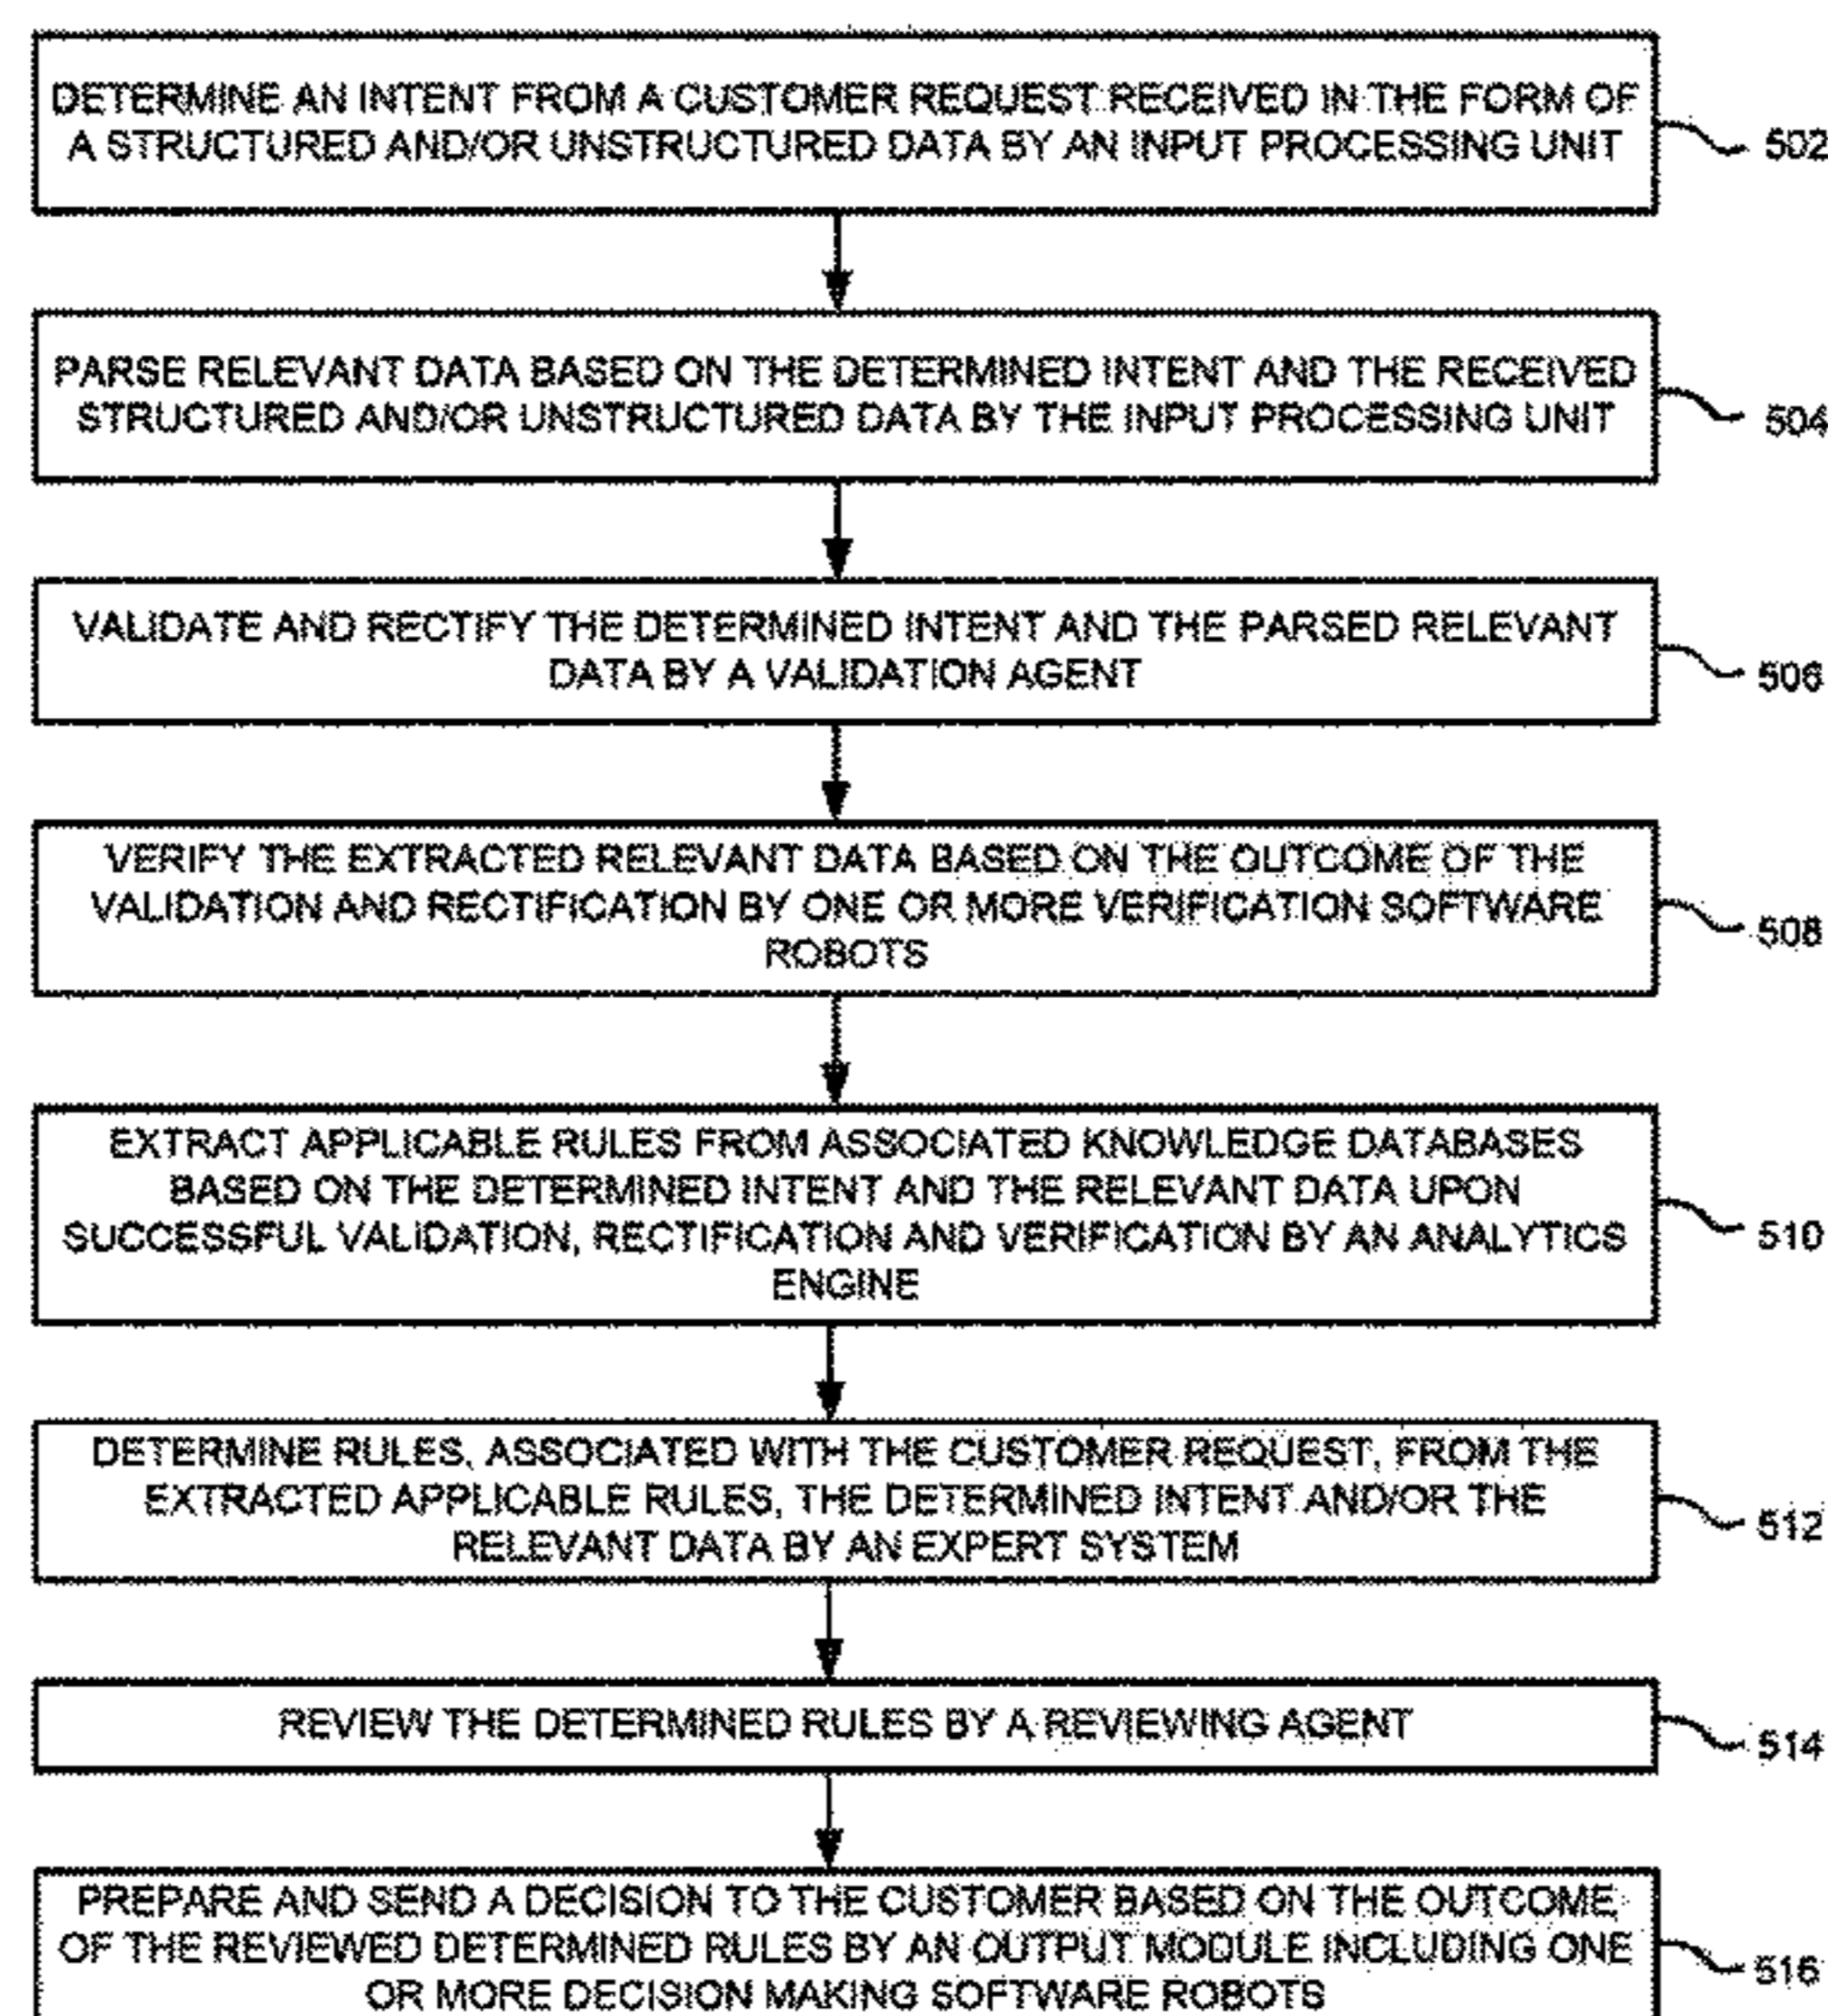 DETERMINE AN INTENT FROM A CUSTOMER REQUEST RECEIVED IN THE FORM OF
A STRUCTURED AND/OR UNSTRUCTURED DATA BY AN INPUT PROCESSING UNIT
502
PARSE RELEVANT DATA BASED ON THE DETERMINED INTENT AND THE RECEIVED
STRUCTURED AND/OR UNSTRUCTURED DATA BY THE INPUT PROCESSING UNIT
504
VALIDATE AND RECTIFY THE DETERMINED INTENT AND THE PARSED RELEVANT
DATA BY A VALIDATION AGENT
506
VERIFY THE EXTRACTED RELEVANT DATA BASED ON THE OUTCOME OF THE
VALIDATION AND RECTIFICATION BY ONE OR MORE VERIFICATION SOFTWARE
ROBOTS
508
EXTRACT APPLICABLE RULES FROM ASSOCIATED KNOWLEDGE DATABASES
BASED ON THE DETERMINED INTENT AND THE RELEVANT DATA UPON
SUCCESSFUL VALIDATION, RECTIFICATION AND VERIFICATION BY AN ANALYTICS
ENGINE
510
DETERMINE RULES, ASSOCIATED WITH THE CUSTOMER REQUEST, FROM THE
EXTRACTED APPLICABLE RULES, THE DETERMINED INTENT AND/OR THE
RELEVANT DATA BY AN EXPERT SYSTEM
512
REVIEW THE DETERMINED RULES BY A REVIEWING AGENT
514
PREPARE AND SEND A DECISION TO THE CUSTOMER BASED ON THE OUTCOME
OF THE REVIEWED DETERMINED RULES BY AN OUTPUT MODULE INCLUDING ONE
OR MORE DECISION MAKING SOFTWARE ROBOTS
516